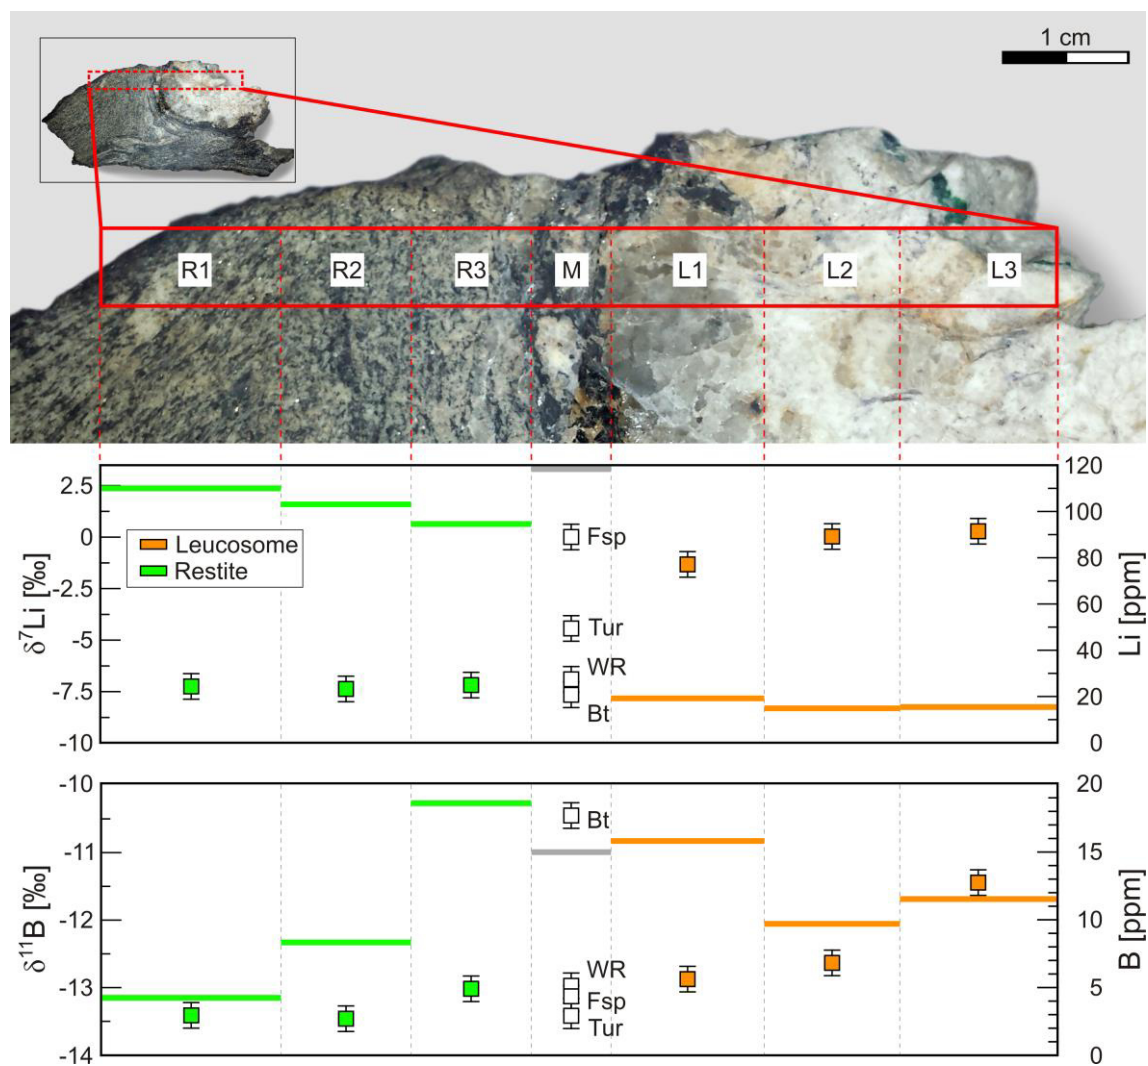 1 cm
R1 R2 R3 M L1 L2 L3
2.5
0
-2.5
-5
-7.5
-10
δ⁷Li [‰]
Leucosome
Restite
Fsp
Tur
WR
Bt
120
100
80
60
40
20
0
Li [ppm]
-10
-11
-12
-13
-14
δ¹¹B [‰]
Bt
WR
Fsp
Tur
20
15
10
5
0
B [ppm]